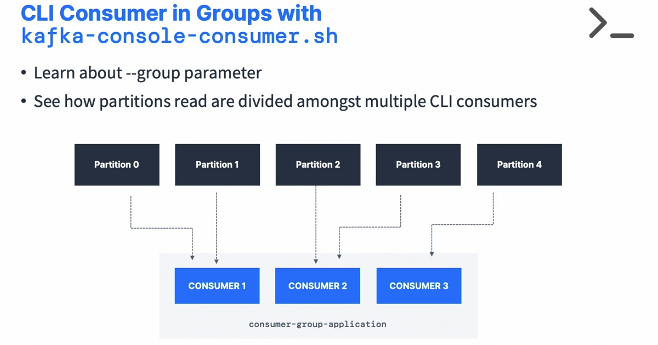 CLI Consumer in Groups with
kafka-console-consumer.sh
• Learn about --group parameter
• See how partitions read are divided amongst multiple CLI consumers
Partition 0
Partition 1
Partition 2
Partition 3
Partition 4
CONSUMER 1
CONSUMER 2
CONSUMER 3
consumer-group-application